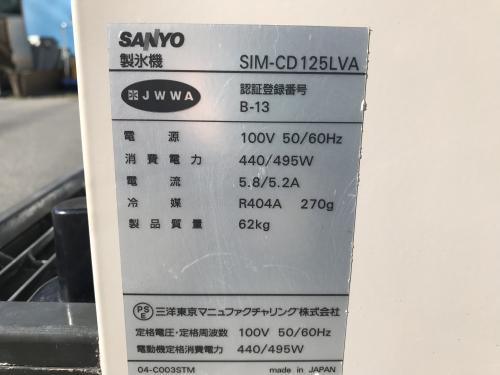 SANYO
製氷機 SIM-CD125LVA
JWWA 認証登録番号
B-13
電源 100V 50/60Hz
消費電力 440/495W
電流 5.8/5.2A
冷媒 R404A 270g
製品質量 62kg
PSE 三洋東京マニュファクチャリング株式会社
定格電圧・定格周波数 100V 50/60Hz
電動機定格消費電力 440/495W
04-C003STM made in JAPAN